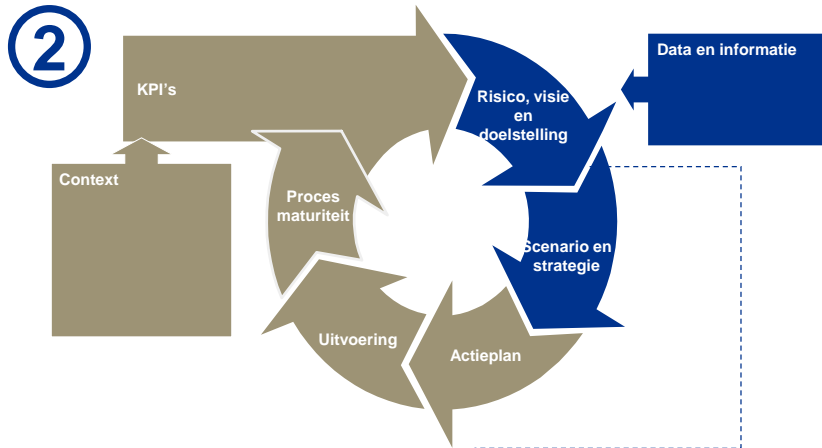 2
KPI's
Risico, visie
en
doelstelling
Data en informatie
Context
Proces
maturiteit
Scenario en
strategie
Uitvoering
Actieplan